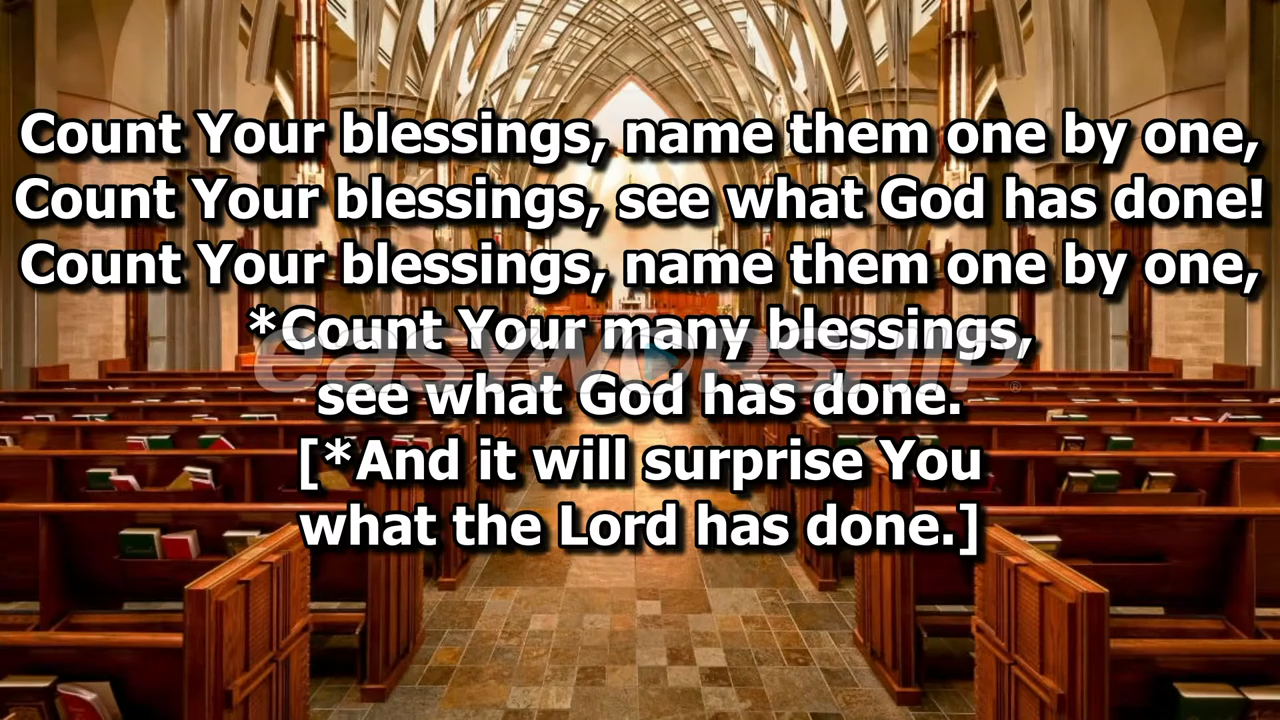 Count Your blessings, name them one by one,
Count Your blessings, see what God has done!
Count Your blessings, name them one by one,
*Count Your many blessings,
easyworship®
see what God has done.
[*And it will surprise You
what the Lord has done.]